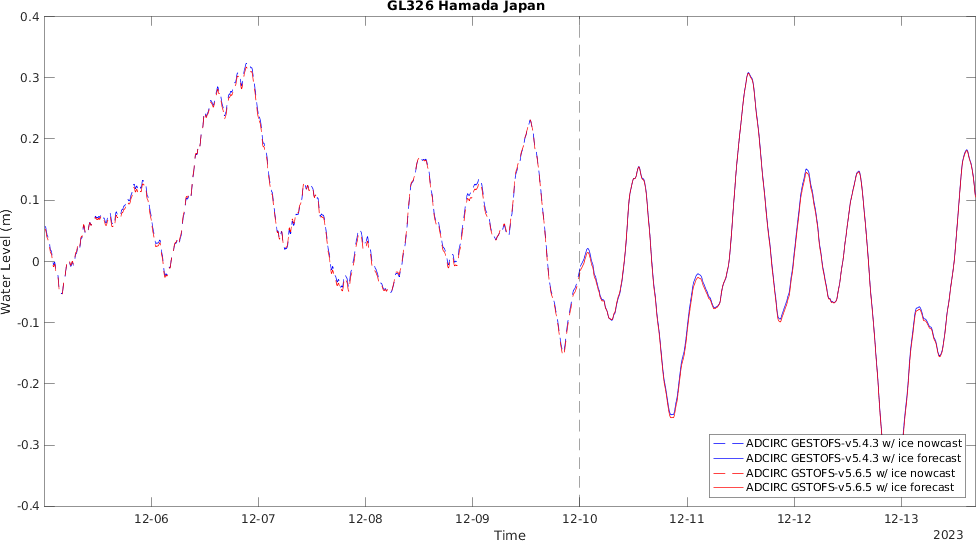 GL326 Hamada Japan
0.4
0.3
0.2
0.1
0
-0.1
-0.2
-0.3
-0.4
Water Level (m)
ADCIRC GESTOFS-v5.4.3 w/ ice nowcast
ADCIRC GESTOFS-v5.4.3 w/ ice forecast
ADCIRC GSTOFS-v5.6.5 w/ ice nowcast
ADCIRC GSTOFS-v5.6.5 w/ ice forecast
12-06 12-07 12-08 12-09 12-10 12-11 12-12 12-13
Time
2023